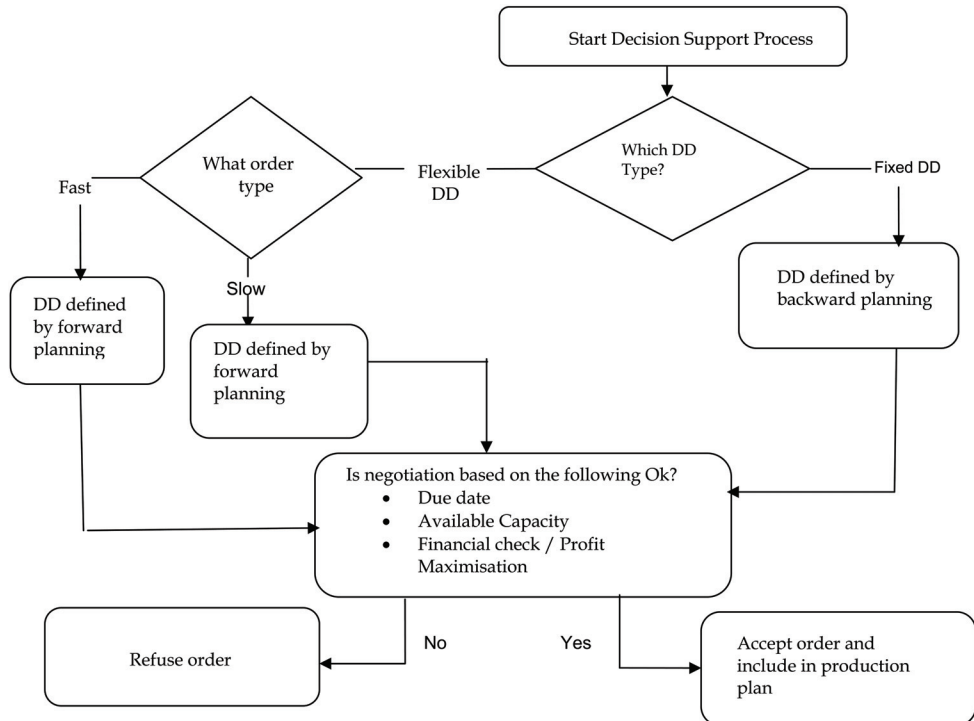 Start Decision Support Process
Which DD
Type?
What order
type
Flexible
DD
Fixed DD
Fast
DD defined by
backward planning
Slow
DD defined
by forward
planning
DD defined by
forward
planning
Is negotiation based on the following Ok?
• Due date
• Available Capacity
• Financial check / Profit
Maximisation
No
Yes
Refuse order
Accept order and
include in production
plan